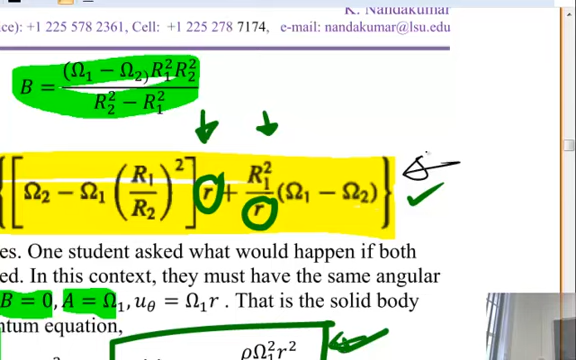 K. Nandakumar
ce): +1 225 578 2361, Cell: +1 225 278 7174, e-mail: nandakumar@lsu.edu
B = (Ω₁ − Ω₂)R₁²R₂² / R₂² − R₁²
{[Ω₂ − Ω₁ (R₁/R₂)²] r + R₁²/r (Ω₁ − Ω₂)}
es. One student asked what would happen if both
ed. In this context, they must have the same angular
B = 0, A = Ω₁, u_θ = Ω₁r . That is the solid body
ntum equation,
ρΩ₁²r²